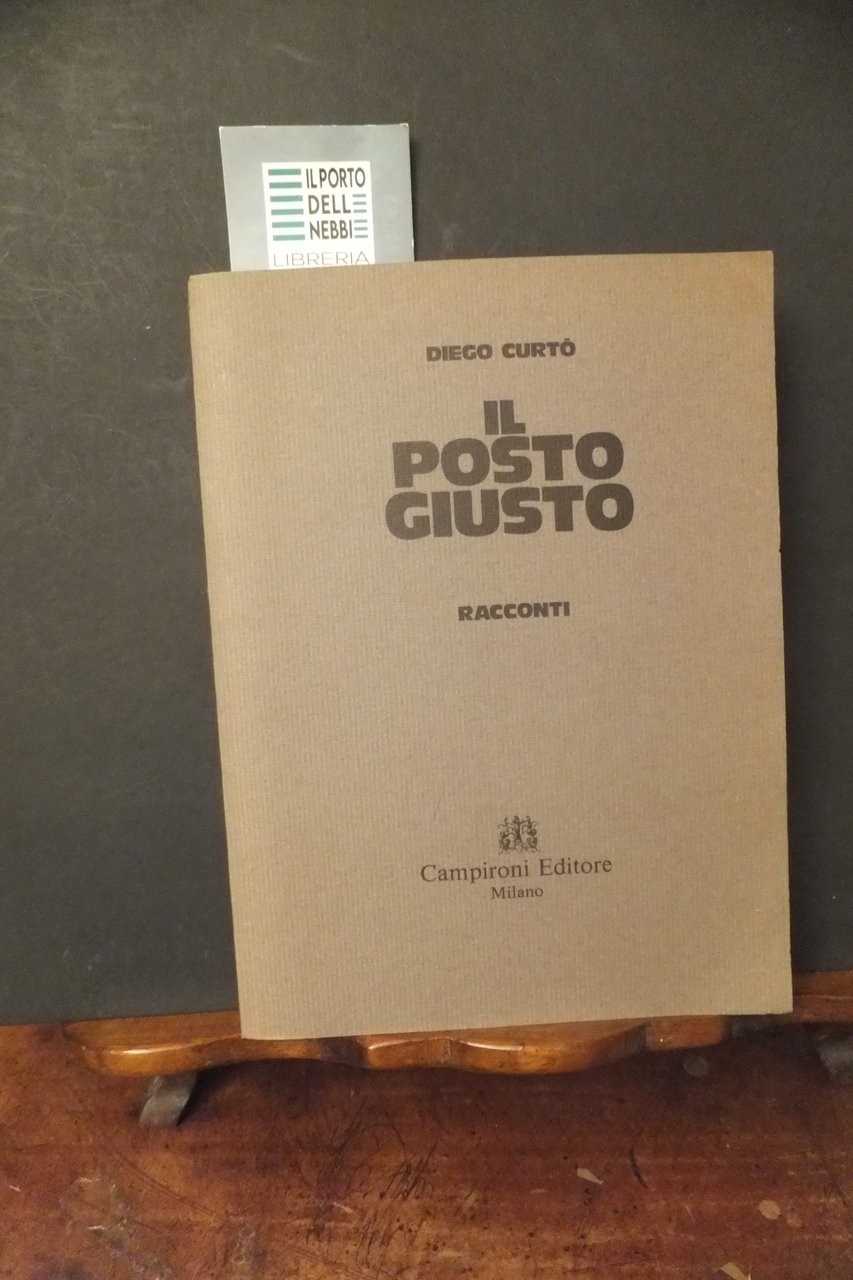 IL PORTO
DELL
NEBBI
LIBRERIA
DIEGO CURTÒ
IL
POSTO
GIUSTO
RACCONTI
Campironi Editore
Milano